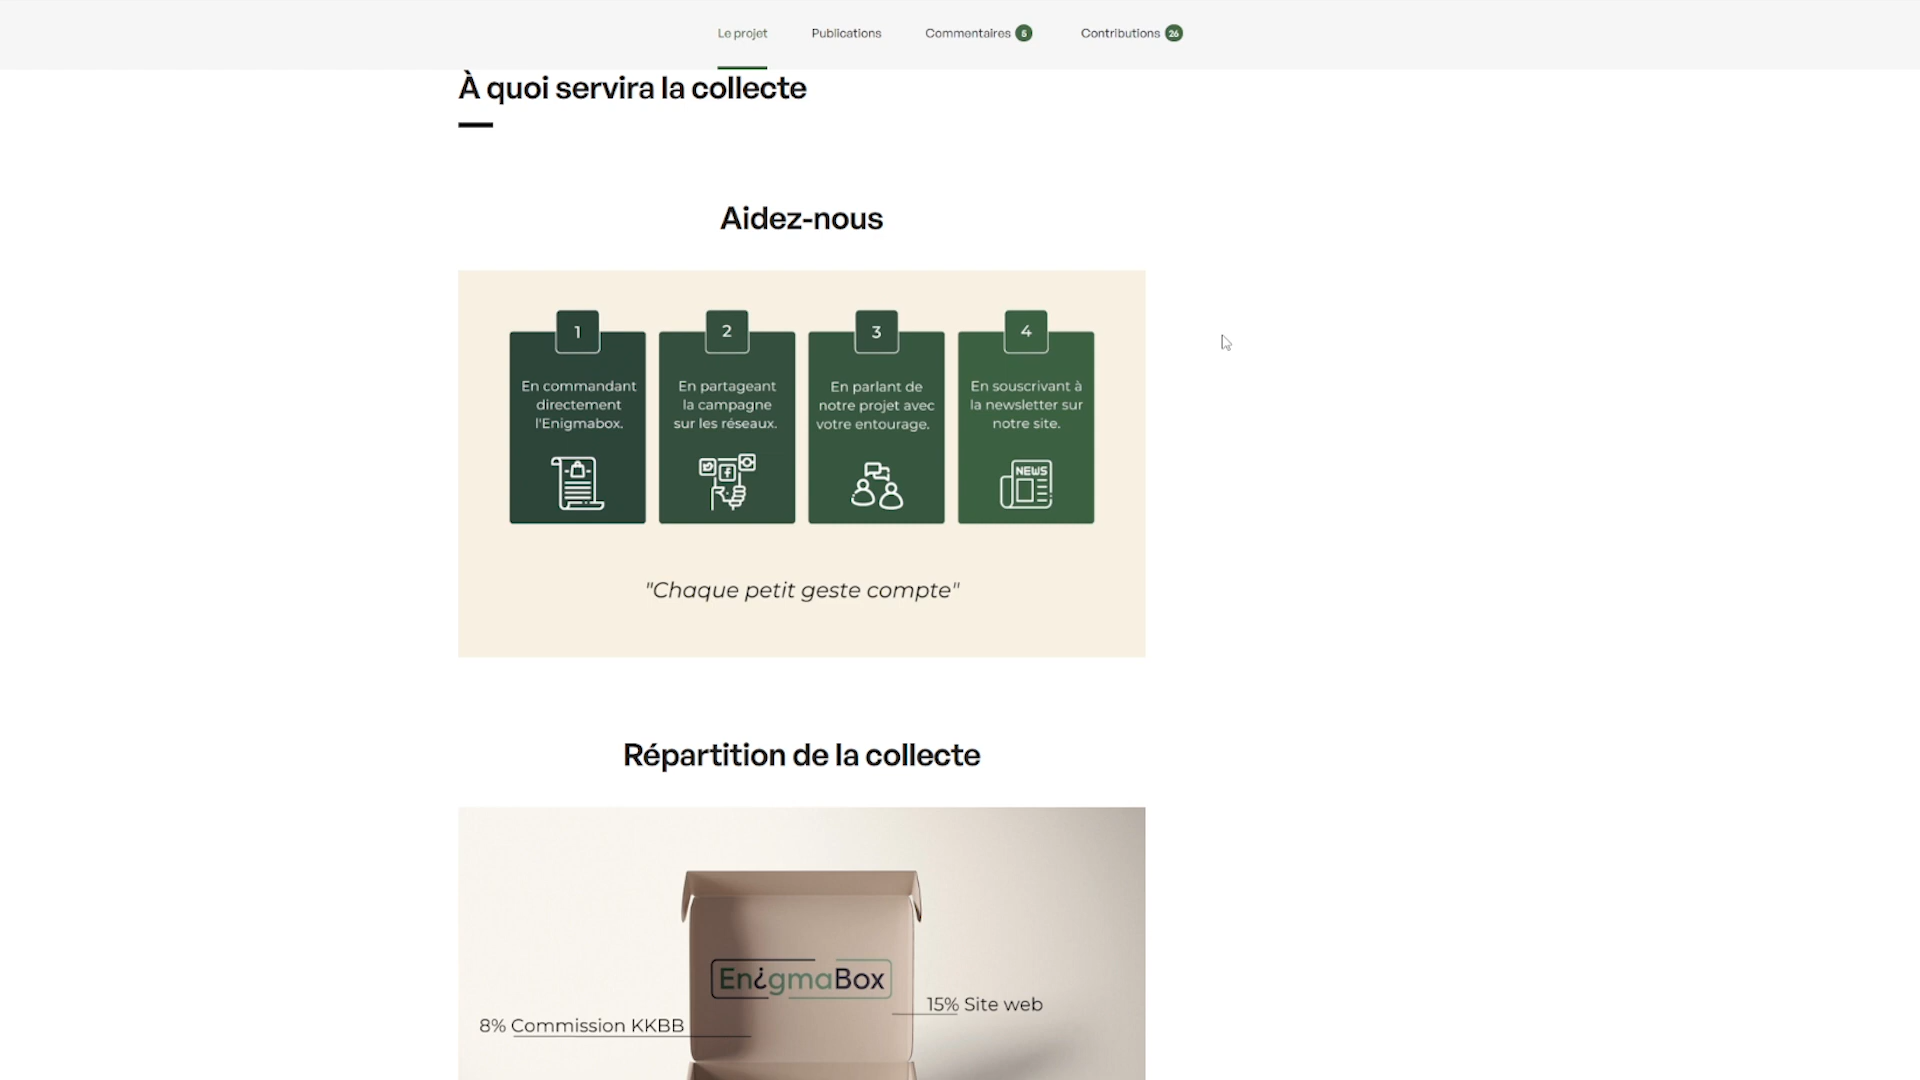 Le projet
Publications
Commentaires 5
Contributions 26
À quoi servira la collecte
Aidez-nous
1
En commandant
directement
l'Enigmabox.
2
En partageant
la campagne
sur les réseaux.
3
En parlant de
notre projet avec
votre entourage.
4
En souscrivant à
la newsletter sur
notre site.
NEWS
"Chaque petit geste compte"
Répartition de la collecte
En¿gmaBox
15% Site web
8% Commission KKBB